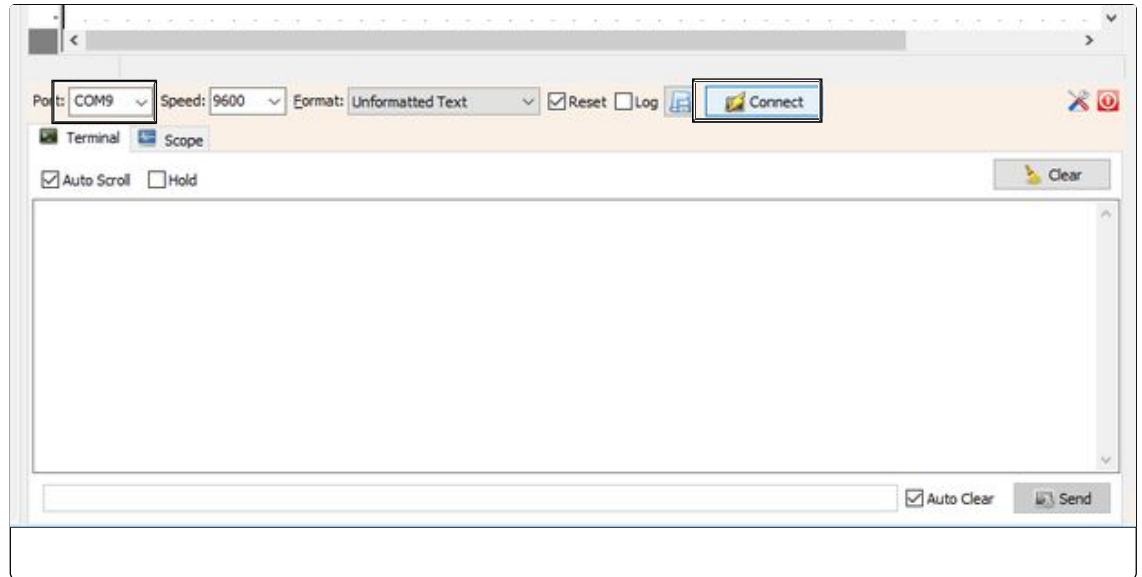 Port: COM9 Speed: 9600 Format: Unformatted Text Reset Log Connect
Terminal Scope
Auto Scroll Hold Clear
Auto Clear Send